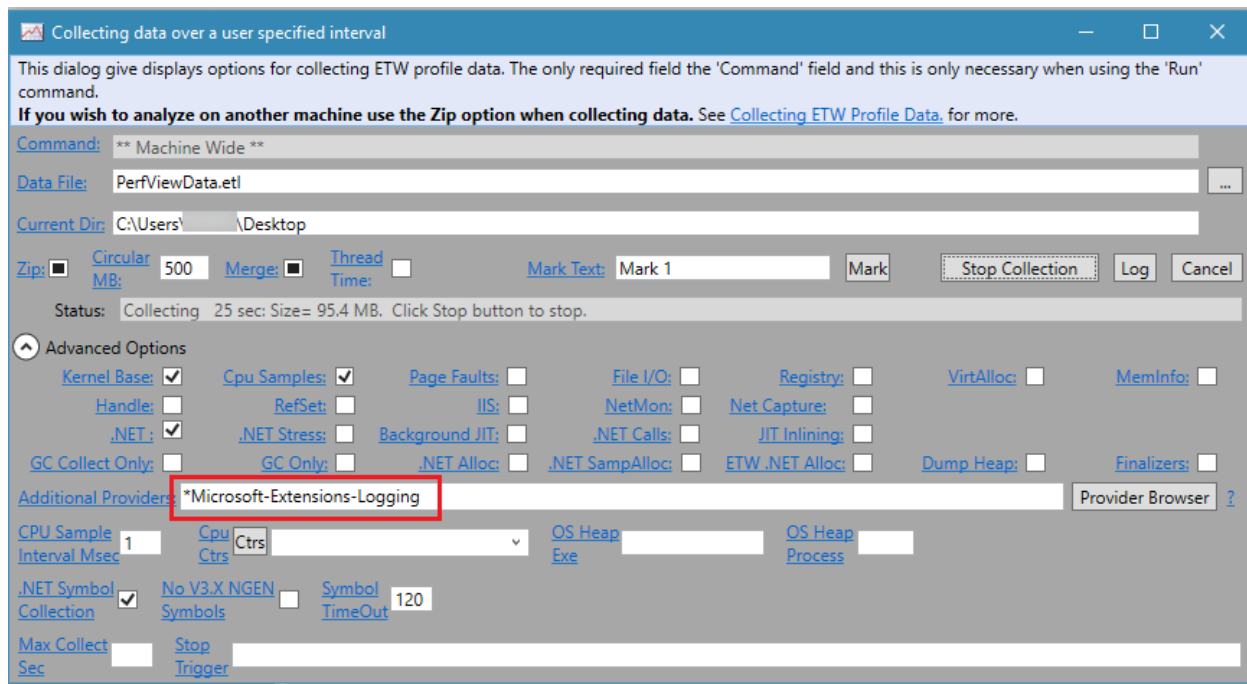 Collecting data over a user specified interval
This dialog give displays options for collecting ETW profile data. The only required field the 'Command' field and this is only necessary when using the 'Run'
command.
If you wish to analyze on another machine use the Zip option when collecting data. See Collecting ETW Profile Data. for more.
Command: ** Machine Wide **
Data File: PerfViewData.etl ...
Current Dir: C:\Users\ \Desktop
Zip: Circular MB: 500 Merge: Thread Time: Mark Text: Mark 1 Mark Stop Collection Log Cancel
Status: Collecting 25 sec: Size= 95.4 MB. Click Stop button to stop.
Advanced Options
Kernel Base: Cpu Samples: Page Faults: File I/O: Registry: VirtAlloc: MemInfo:
Handle: RefSet: IIS: NetMon: Net Capture:
.NET : .NET Stress: Background JIT: .NET Calls: JIT Inlining:
GC Collect Only: GC Only: .NET Alloc: .NET SampAlloc: ETW .NET Alloc: Dump Heap: Finalizers:
Additional Providers: *Microsoft-Extensions-Logging Provider Browser ?
CPU Sample Interval Msec 1 Cpu Ctrs Ctrs OS Heap Exe OS Heap Process
.NET Symbol Collection No V3.X NGEN Symbols Symbol TimeOut 120
Max Collect Sec Stop Trigger